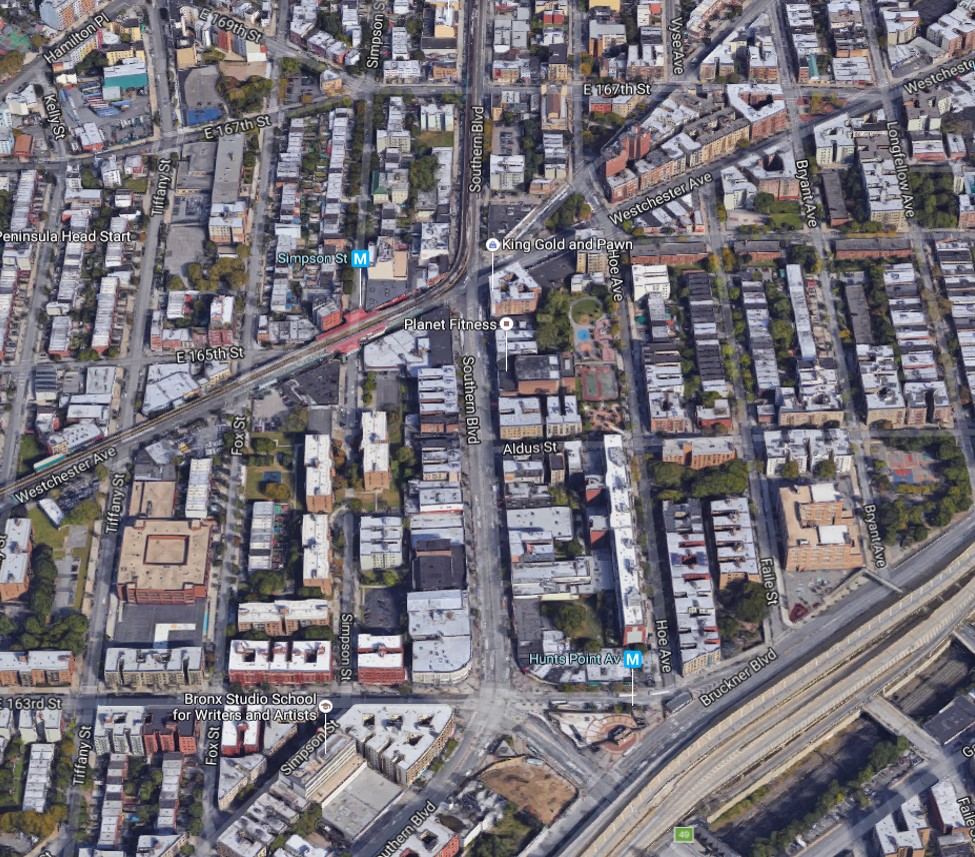 Hamilton Pl
E 169th St
Simpson St
Vyse Ave
Westcheste
Kelly St
E 167th St
E 167th St
Southern Blvd
Longfellow Ave
Tiffany St
Westchester Ave
Bryant Ave
Peninsula Head Start
Simpson St M
King Gold and Pawn
Hoe Ave
Planet Fitness
E 165th St
Southern Blvd
Fox St
Aldus St
Westchester Ave
Tiffany St
Bryant Ave
Faile St
Simpson St
Hoe Ave
Hunts Point Av M
Bruckner Blvd
E 163rd St
Bronx Studio School
for Writers and Artists
Tiffany St
Fox St
Simpson St
Southern Blvd
49
Faile S